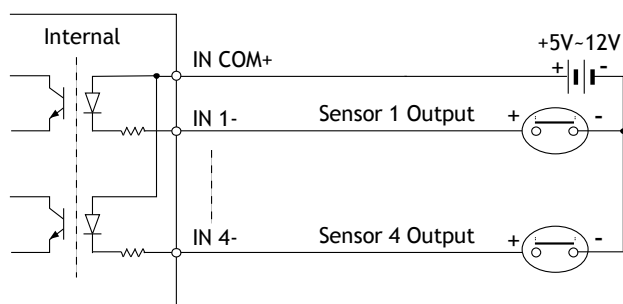 Internal
+5V~12V
IN COM+
+ -
IN 1-
Sensor 1 Output
+ -
IN 4-
Sensor 4 Output
+ -